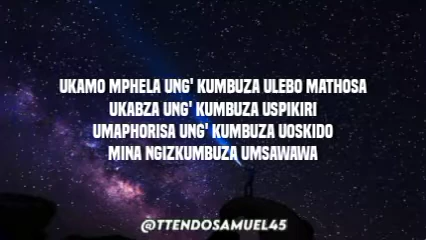 UKAMO MPHELA UNG' KUMBUZA ULEBO MATHOSA
UKABZA UNG' KUMBUZA USPIKIRI
UMAPHORISA UNG' KUMBUZA UOSKIDO
MINA NGIZKUMBUZA UMSAWAWA
@TTENDOSAMUEL45